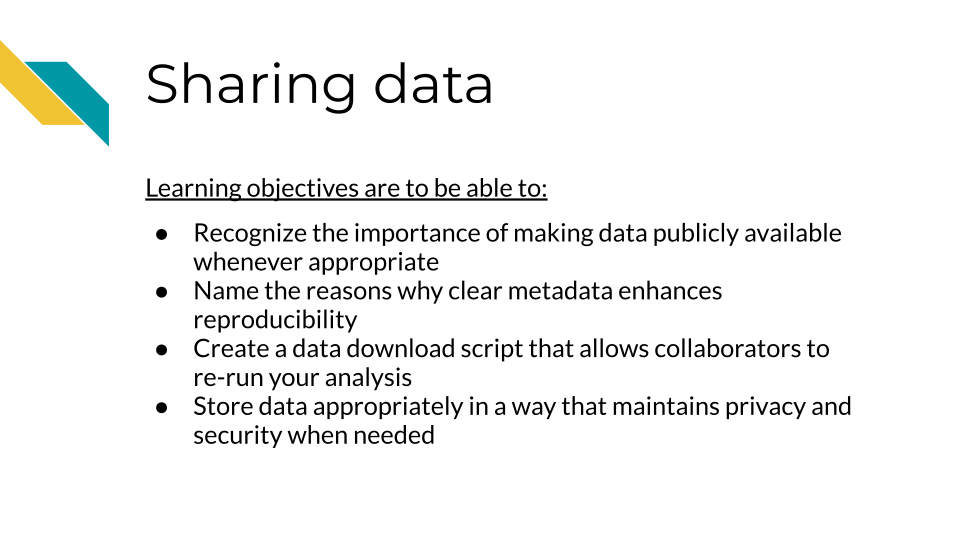 Sharing data
Learning objectives are to be able to:
● Recognize the importance of making data publicly available
whenever appropriate
● Name the reasons why clear metadata enhances
reproducibility
● Create a data download script that allows collaborators to
re-run your analysis
● Store data appropriately in a way that maintains privacy and
security when needed